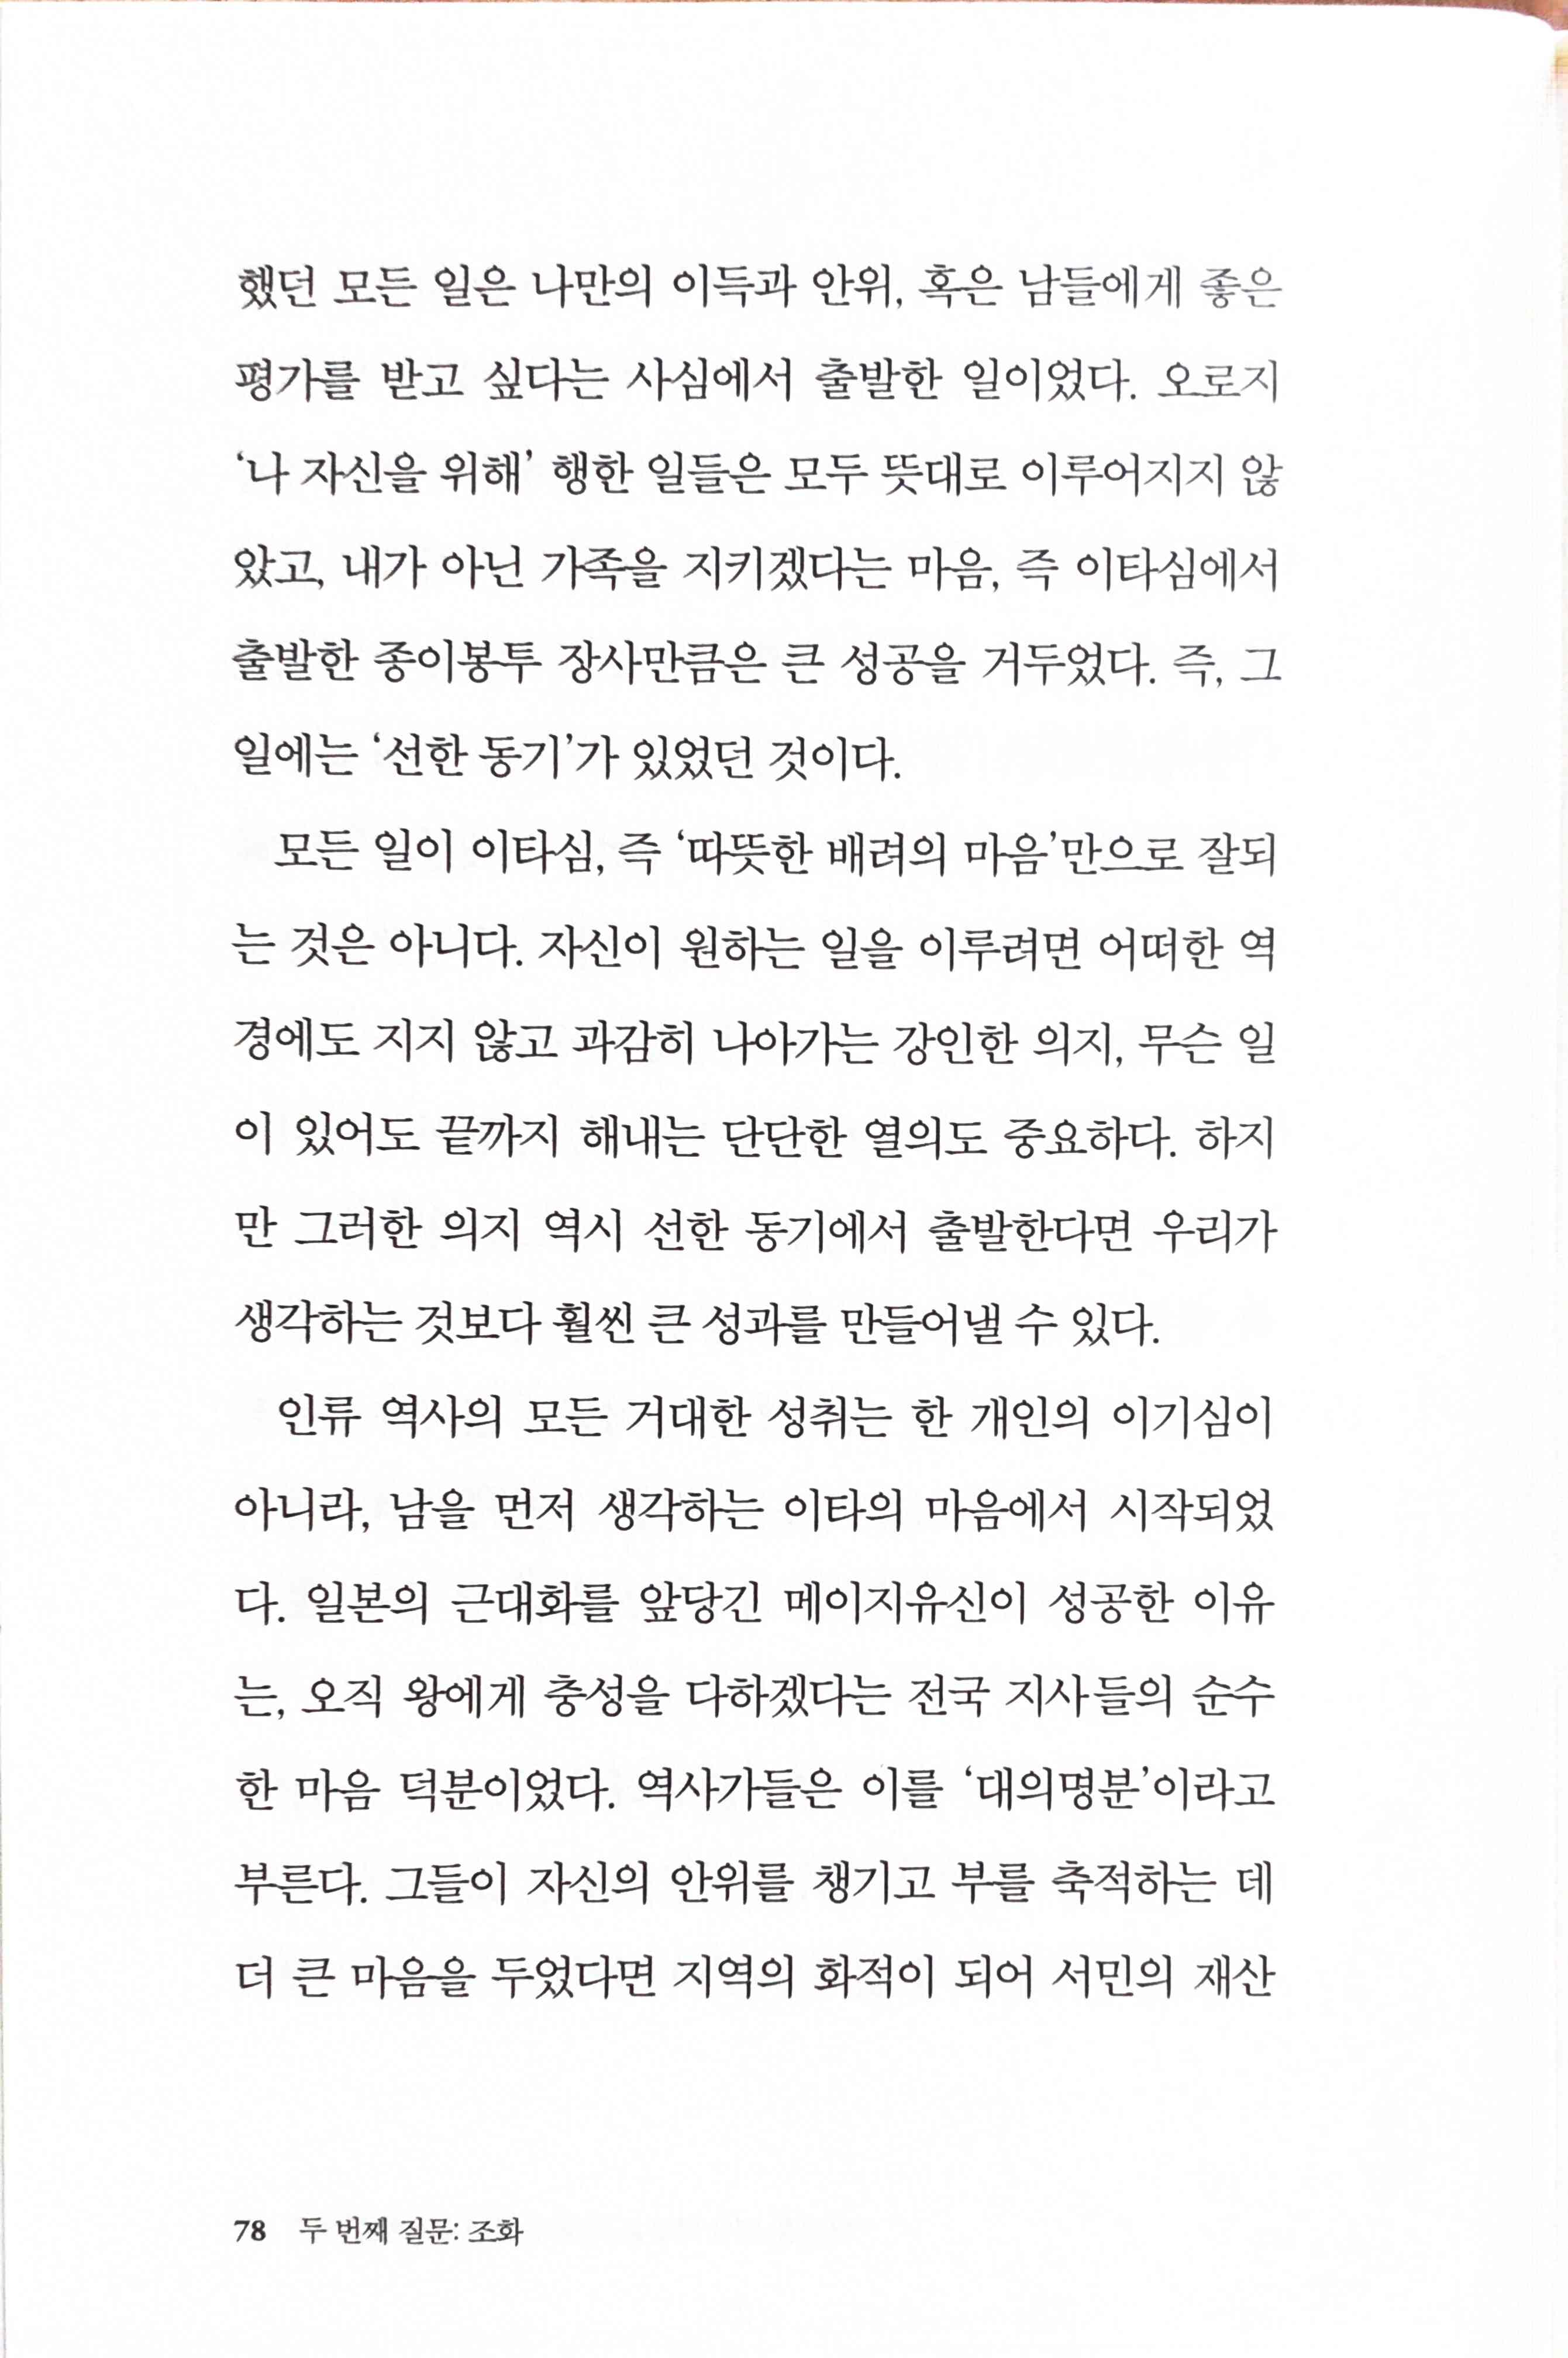 했던 모든 일은 나만의 이득과 안위, 혹은 남들에게 좋은
평가를 받고 싶다는 사심에서 출발한 일이었다. 오로지
‘나 자신을 위해’ 행한 일들은 모두 뜻대로 이루어지지 않
았고, 내가 아닌 가족을 지키겠다는 마음, 즉 이타심에서
출발한 종이봉투 장사만큼은 큰 성공을 거두었다. 즉, 그
일에는 ‘선한 동기’가 있었던 것이다.
모든 일이 이타심, 즉 ‘따뜻한 배려의 마음’만으로 잘되
는 것은 아니다. 자신이 원하는 일을 이루려면 어떠한 역
경에도 지지 않고 과감히 나아가는 강인한 의지, 무슨 일
이 있어도 끝까지 해내는 단단한 열의도 중요하다. 하지
만 그러한 의지 역시 선한 동기에서 출발한다면 우리가
생각하는 것보다 훨씬 큰 성과를 만들어낼 수 있다.
인류 역사의 모든 거대한 성취는 한 개인의 이기심이
아니라, 남을 먼저 생각하는 이타의 마음에서 시작되었
다. 일본의 근대화를 앞당긴 메이지유신이 성공한 이유
는, 오직 왕에게 충성을 다하겠다는 전국 지사들의 순수
한 마음 덕분이었다. 역사가들은 이를 ‘대의명분’이라고
부른다. 그들이 자신의 안위를 챙기고 부를 축적하는 데
더 큰 마음을 두었다면 지역의 화적이 되어 서민의 재산
78 두 번째 질문: 조화